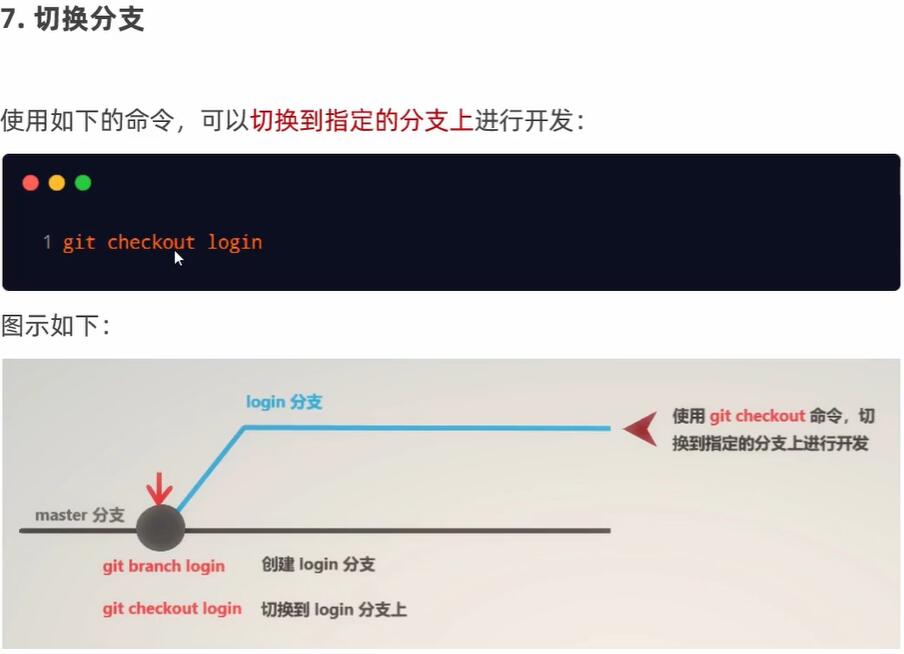 7. 切换分支
使用如下的命令，可以切换到指定的分支上进行开发：
1 git checkout login
图示如下：
login 分支
使用 git checkout 命令，切
换到指定的分支上进行开发
master 分支
git branch login 创建 login 分支
git checkout login 切换到 login 分支上